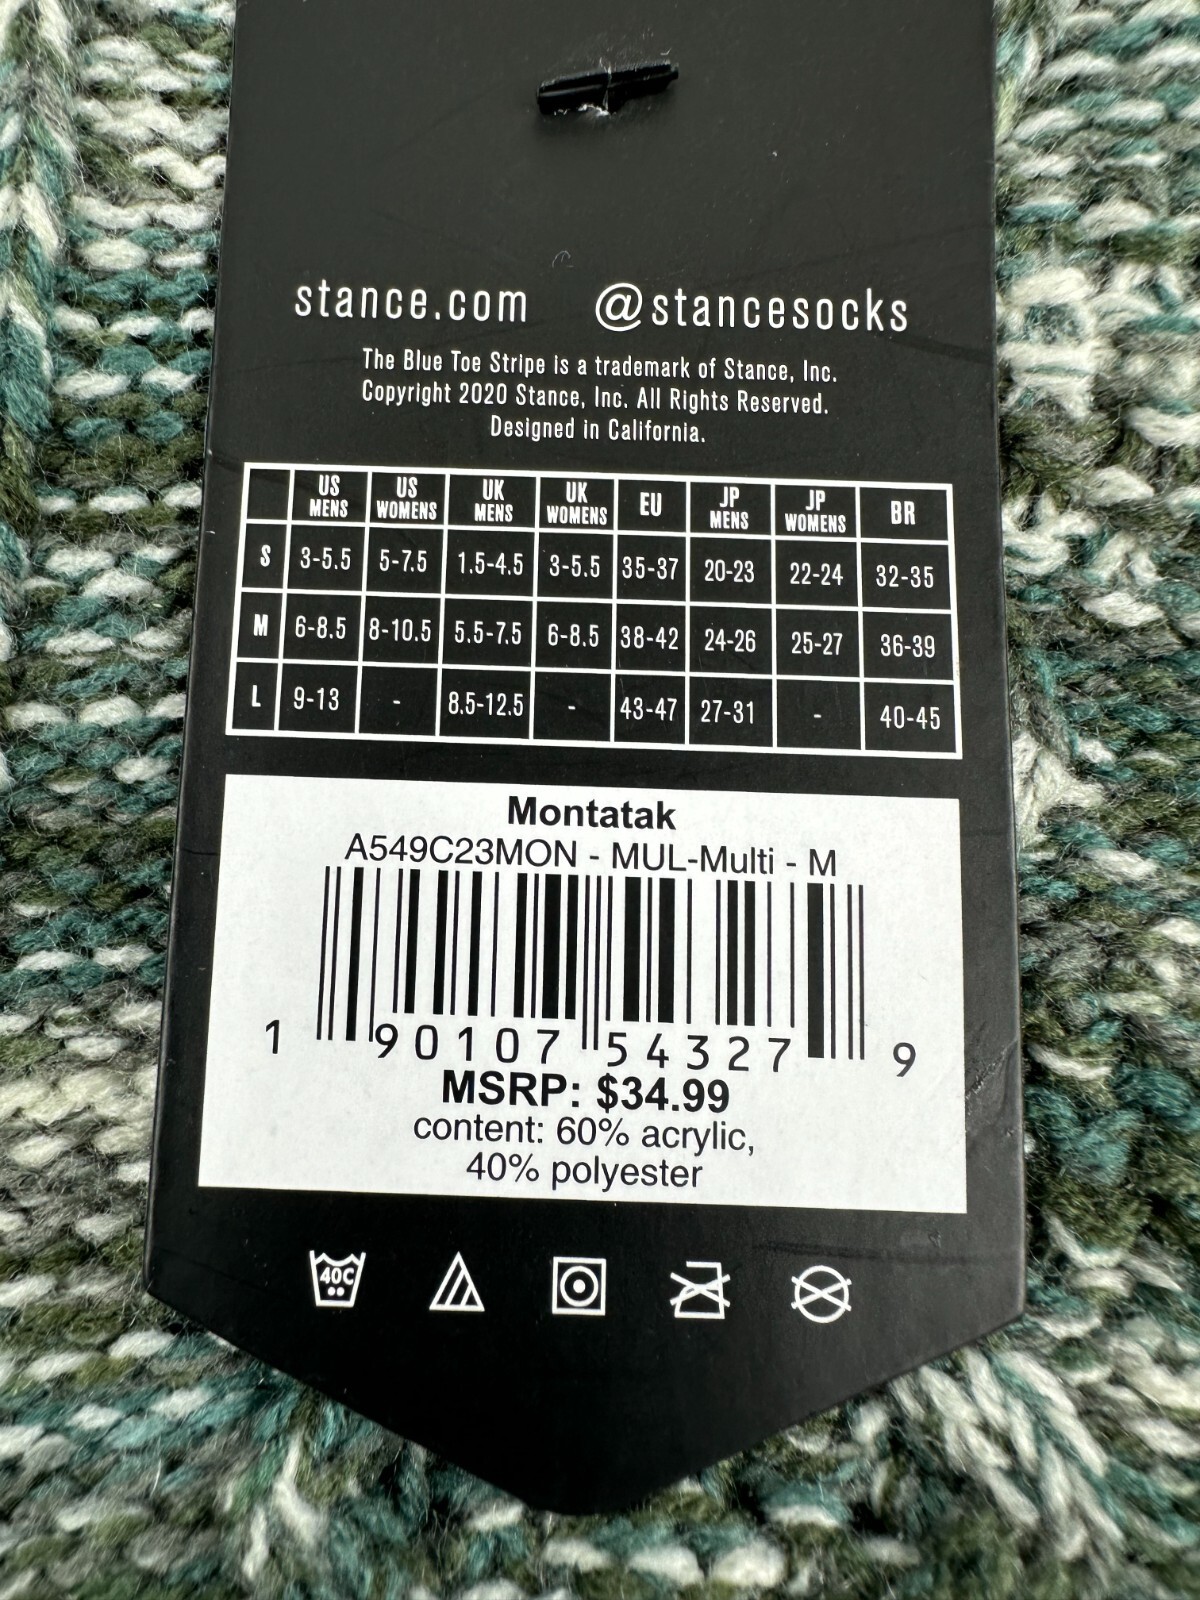 stance.com @stancesocks
The Blue Toe Stripe is a trademark of Stance, Inc.
Copyright 2020 Stance, Inc. All Rights Reserved.
Designed in California.
US MENS US WOMENS UK MENS UK WOMENS EU JP MENS JP WOMENS BR
S 3-5.5 5-7.5 1.5-4.5 3-5.5 35-37 20-23 22-24 32-35
M 6-8.5 8-10.5 5.5-7.5 6-8.5 38-42 24-26 25-27 36-39
L 9-13 - 8.5-12.5 - 43-47 27-31 - 40-45
Montatak
A549C23MON - MUL-Multi - M
1 90107 54327 9
MSRP: $34.99
content: 60% acrylic,
40% polyester
40C